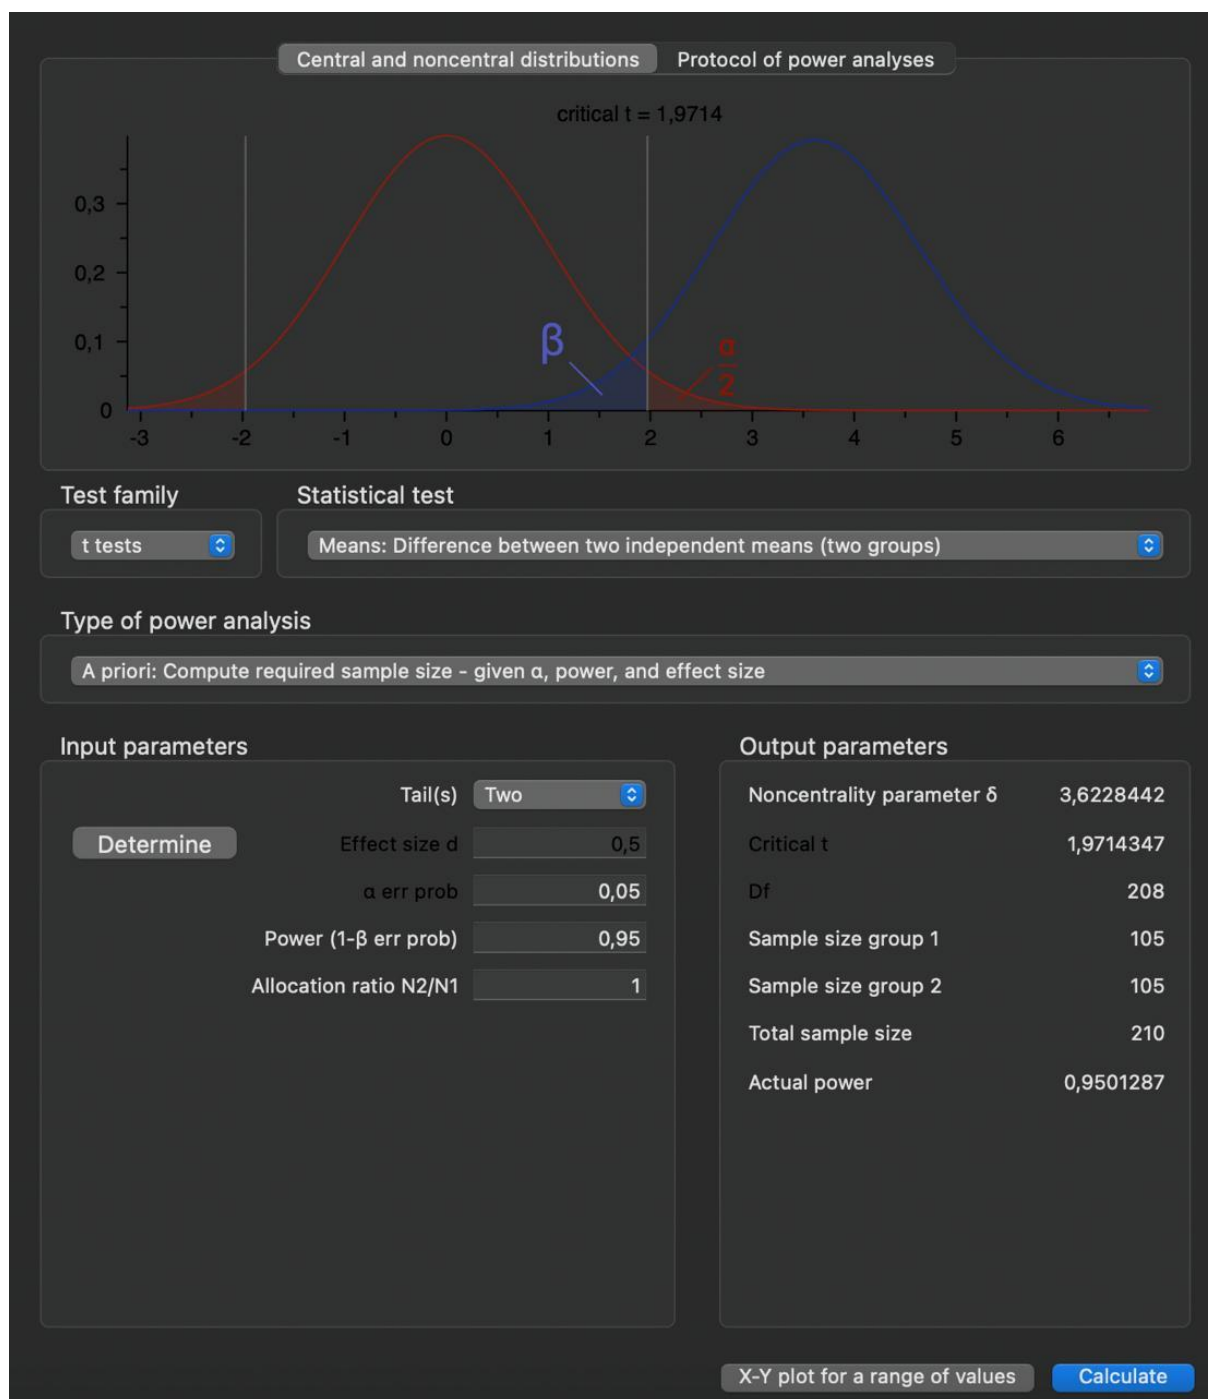 Central and noncentral distributions Protocol of power analyses
critical t = 1,9714
0,3
0,2
0,1
0
β
α
2
-3 -2 -1 0 1 2 3 4 5 6
Test family Statistical test
t tests Means: Difference between two independent means (two groups)
Type of power analysis
A priori: Compute required sample size - given α, power, and effect size
Input parameters Output parameters
Tail(s) Two Noncentrality parameter δ 3,6228442
Determine Effect size d 0,5 Critical t 1,9714347
α err prob 0,05 Df 208
Power (1-β err prob) 0,95 Sample size group 1 105
Allocation ratio N2/N1 1 Sample size group 2 105
Total sample size 210
Actual power 0,9501287
X-Y plot for a range of values Calculate